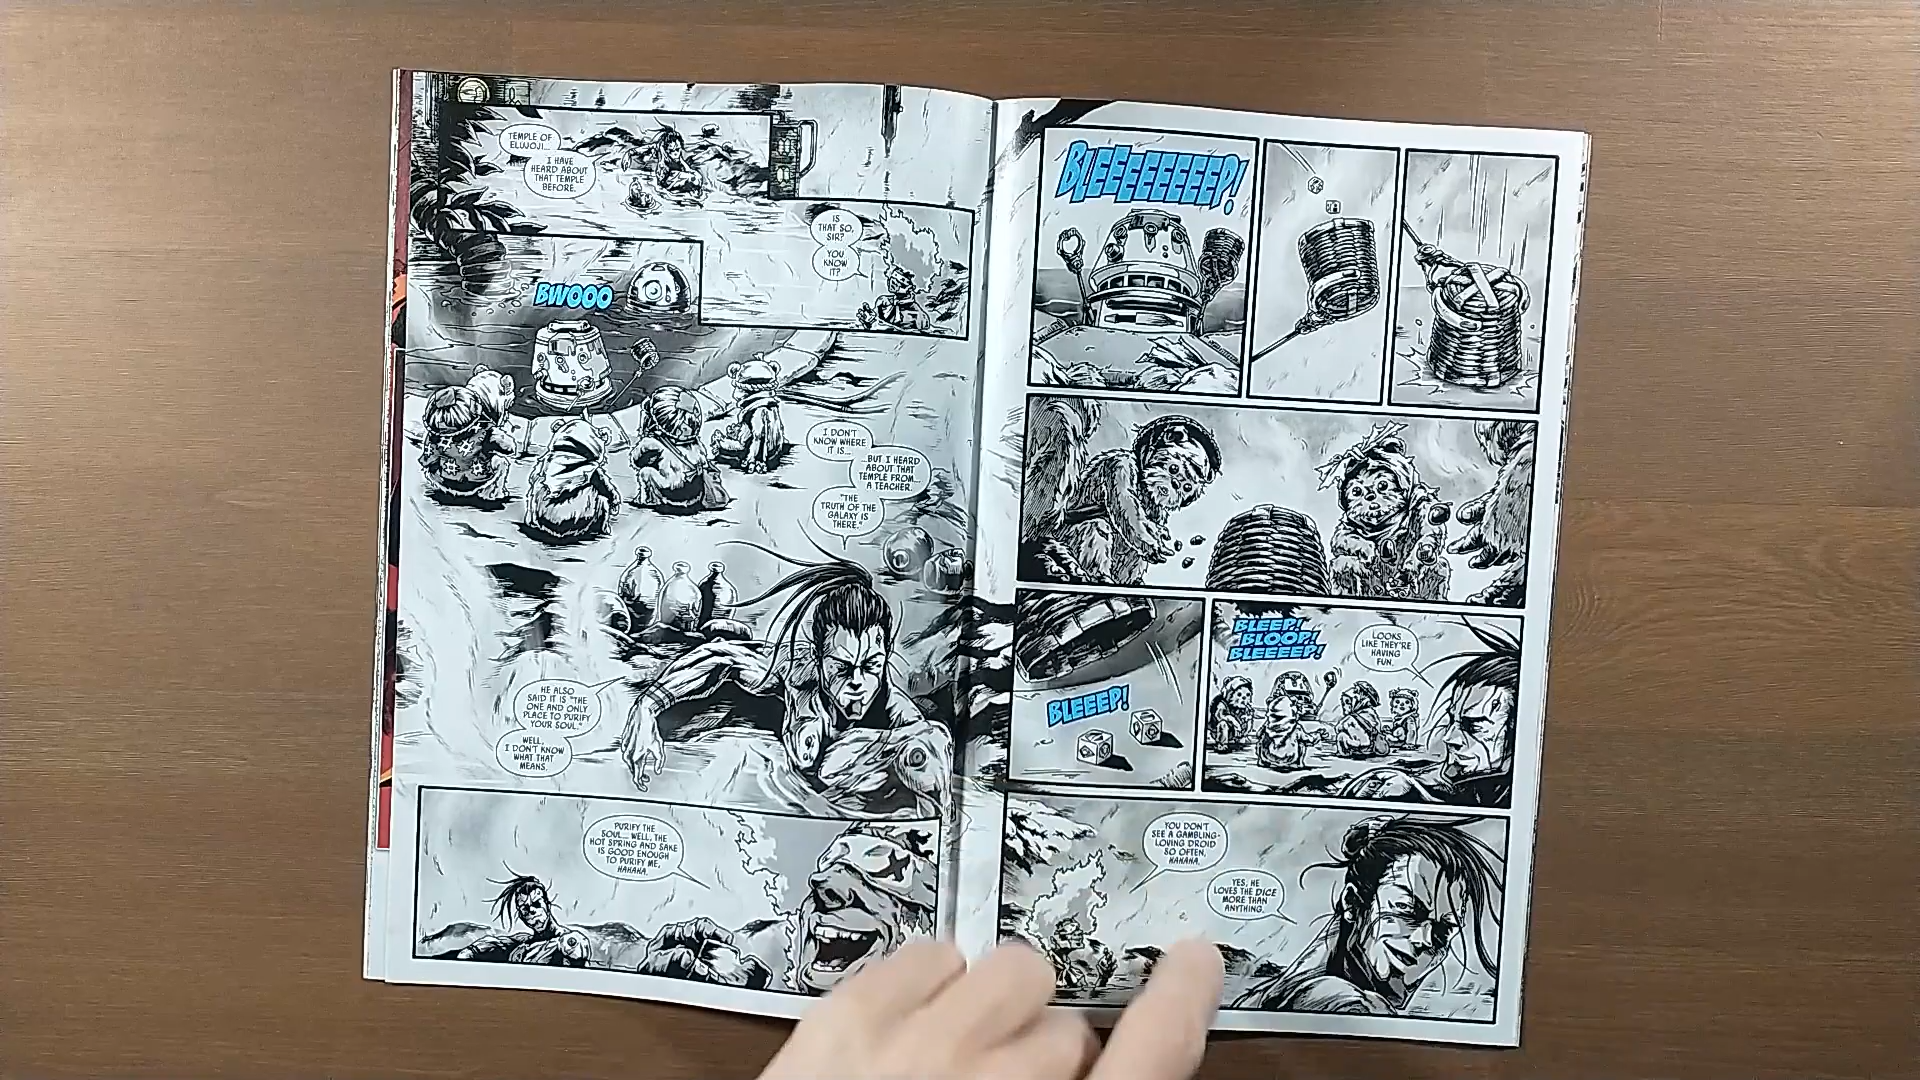 TEMPLE OF
ELUJOJI...
I HAVE
HEARD ABOUT
THAT TEMPLE
BEFORE.
IS
THAT SO,
SIR?
YOU
KNOW
IT?
BWOOO
I DON'T
KNOW WHERE
IT IS...
...BUT I HEARD
ABOUT THAT
TEMPLE FROM...
A TEACHER.
"THE
TRUTH OF THE
GALAXY IS
THERE."
HE ALSO
SAID IT IS "THE
ONE AND ONLY
PLACE TO PURIFY
YOUR SOUL."
WELL,
I DON'T KNOW
WHAT THAT
MEANS.
PURIFY THE
SOUL... WELL, THE
HOT SPRING AND SAKE
IS GOOD ENOUGH
TO PURIFY ME,
HAHAHA.
BLEEEEEEEEP!
BLEEEP!
BLEEP!
BLOOP!
BLEEEEP!
LOOKS
LIKE THEY'RE
HAVING
FUN.
YOU DON'T
SEE A GAMBLING-
LOVING DROID
SO OFTEN,
HAHAHA.
YES, HE
LOVES THE DICE
MORE THAN
ANYTHING.